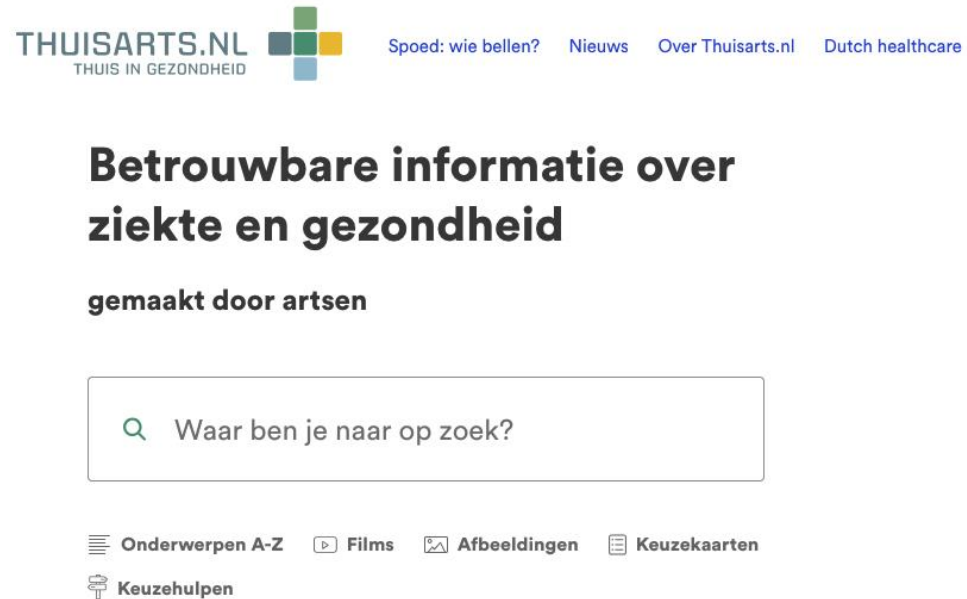 THUISARTS.NL
THUIS IN GEZONDHEID
Spoed: wie bellen? Nieuws Over Thuisarts.nl Dutch healthcare
Betrouwbare informatie over
ziekte en gezondheid
gemaakt door artsen
Waar ben je naar op zoek?
Onderwerpen A-Z Films Afbeeldingen Keuzekaarten
Keuzehulpen